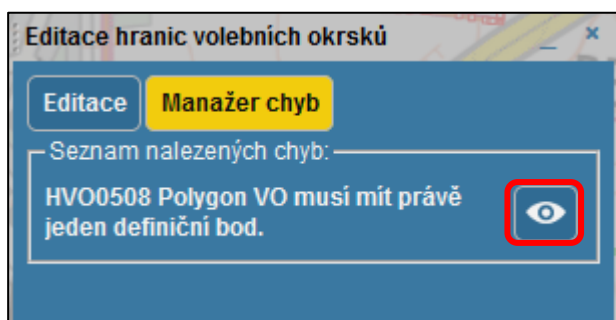 Editace hranic volebních okrsků
Editace Manažer chyb
Seznam nalezených chyb:
HVO0508 Polygon VO musí mít právě
jeden definiční bod.